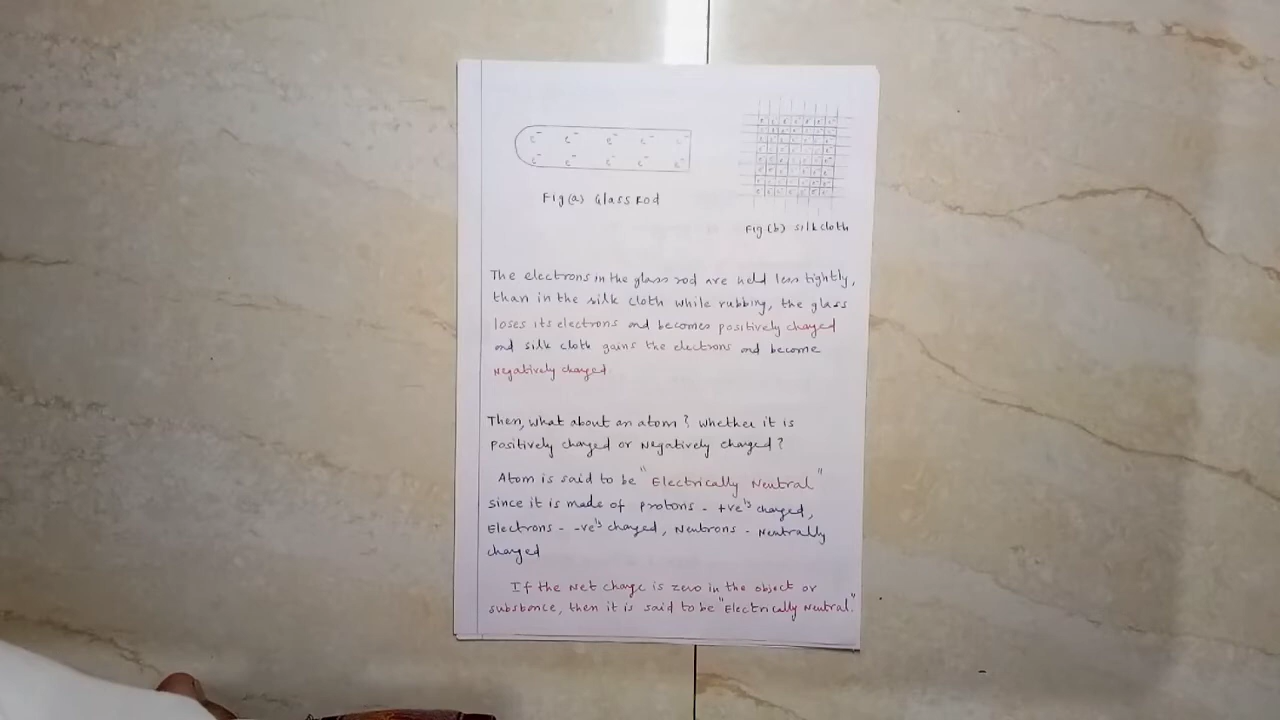 e⁻ e⁻ e⁻ e⁻ e⁻
e⁻ e⁻ e⁻ e⁻ e⁻
Fig (a) Glass Rod
Fig (b) silk cloth
The electrons in the glass rod are held less tightly,
than in the silk cloth while rubbing, the glass
loses its electrons and becomes positively charged
and silk cloth gains the electrons and become
Negatively charged.
Then, what about an atom? Whether it is
positively charged or Negatively charged?
Atom is said to be "Electrically Neutral"
since it is made of protons - +ve'ly charged,
Electrons - -ve'ly charged, Neutrons - Neutrally
charged
If the Net charge is zero in the object or
substance, then it is said to be "Electrically Neutral".